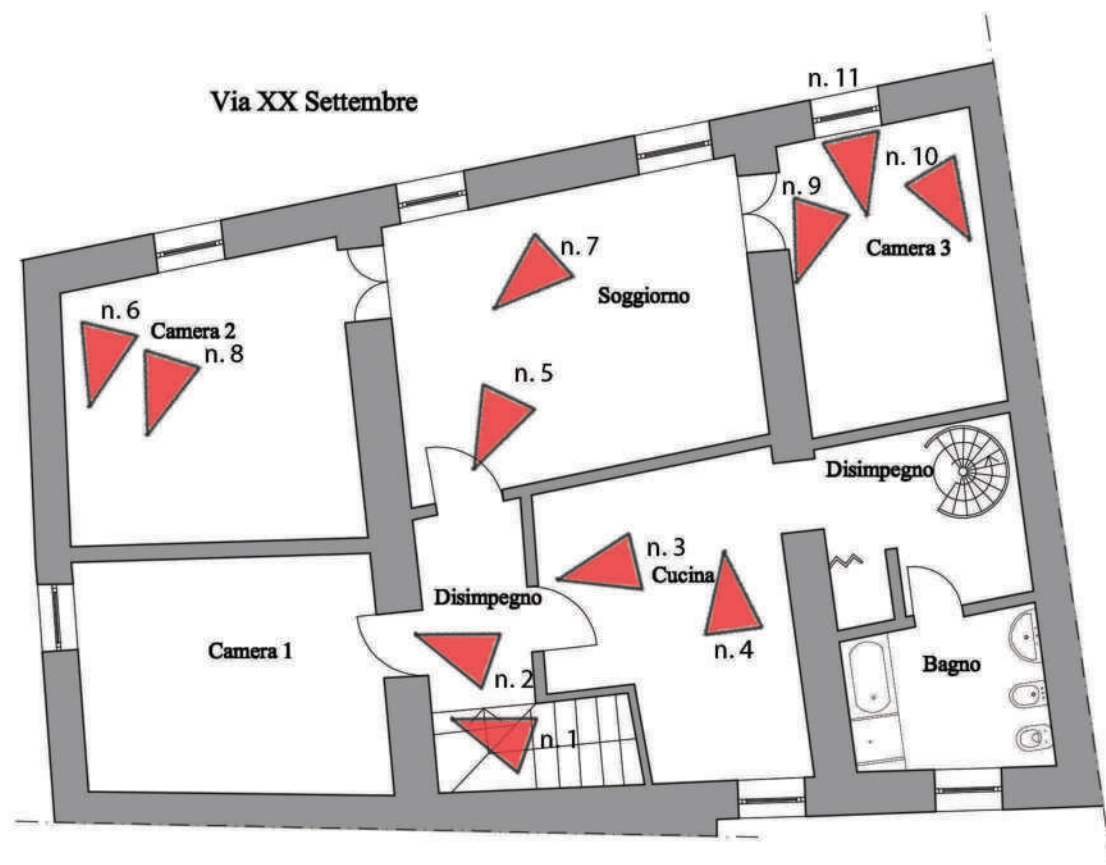 Via XX Settembre
n. 11
n. 10
n. 9
Camera 3
n. 7
Soggiorno
n. 6
Camera 2
n. 8
n. 5
Disimpegno
n. 3
Cucina
Disimpegno
n. 4
Camera 1
n. 2
Bagno
n. 1